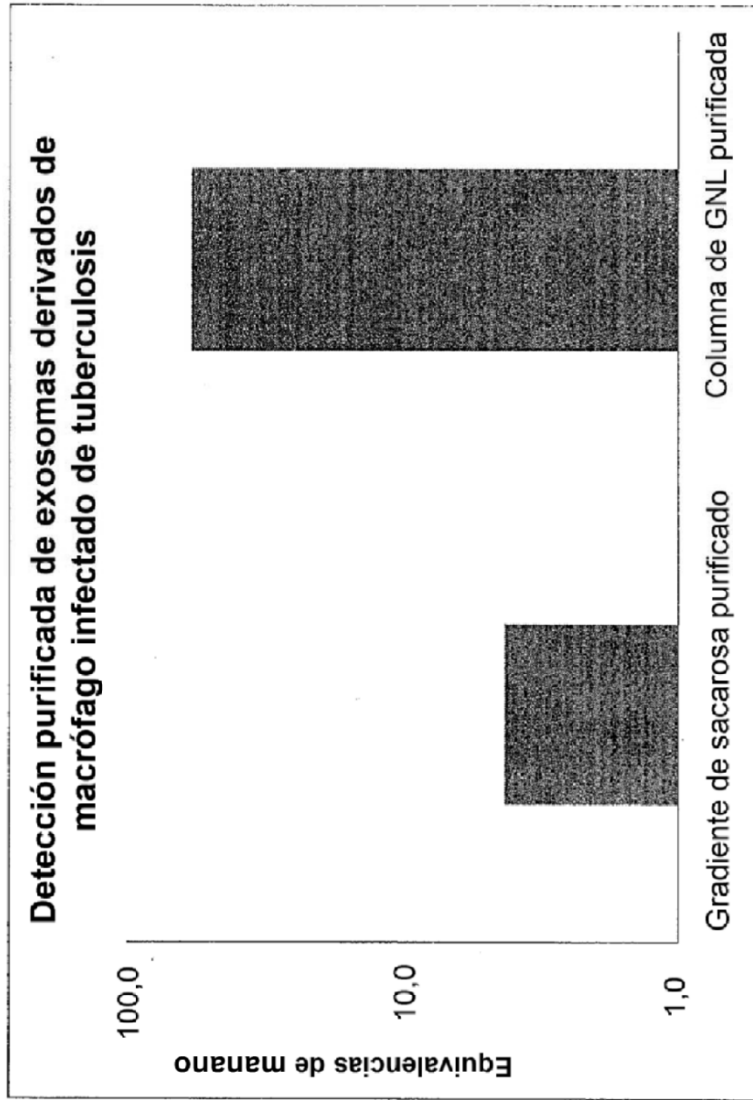 Detección purificada de exosomas derivados de
macrófago infectado de tuberculosis
Equivalencias de manano
100,0
10,0
1,0
Gradiente de sacarosa purificado
Columna de GNL purificada